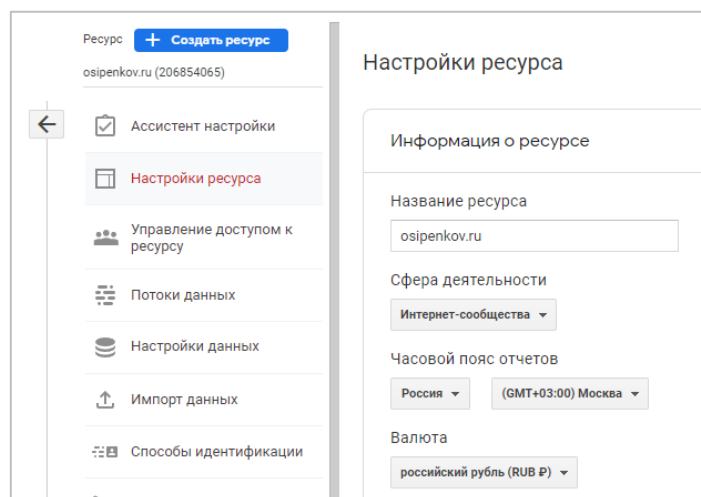 Ресурс
Создать ресурс
osipenkov.ru (206854065)
Ассистент настройки
Настройки ресурса
Управление доступом к
ресурсу
Потоки данных
Настройки данных
Импорт данных
Способы идентификации
Настройки ресурса
Информация о ресурсе
Название ресурса
osipenkov.ru
Сфера деятельности
Интернет-сообщества
Часовой пояс отчетов
Россия (GMT+03:00) Москва
Валюта
российский рубль (RUB ₽)